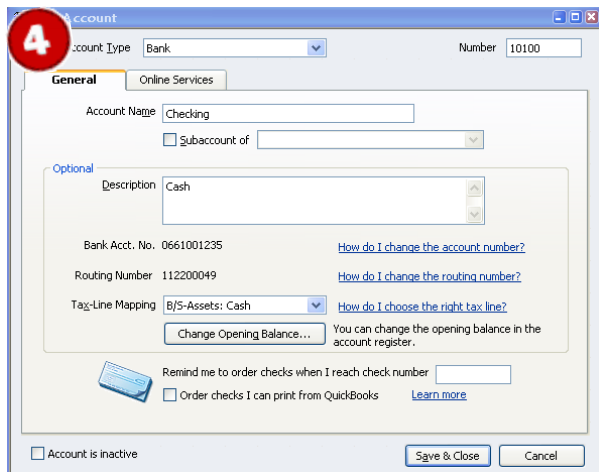 4 Account
Account Type Bank Number 10100
General Online Services
Account Name Checking
Subaccount of
Optional
Description Cash
Bank Acct. No. 0661001235 How do I change the account number?
Routing Number 112200049 How do I change the routing number?
Tax-Line Mapping B/S-Assets: Cash How do I choose the right tax line?
Change Opening Balance... You can change the opening balance in the
account register.
Remind me to order checks when I reach check number
Order checks I can print from QuickBooks Learn more
Account is inactive Save & Close Cancel